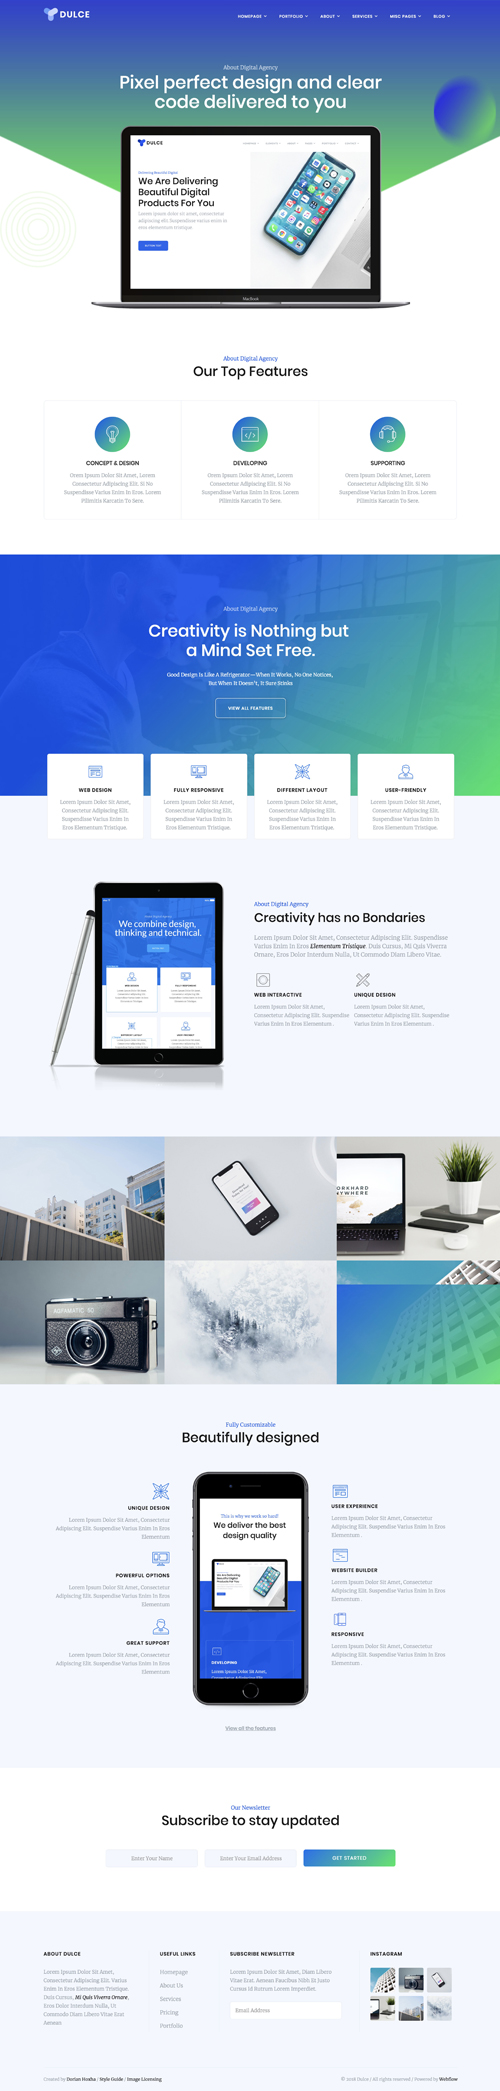 DULCE
HOMEPAGE PORTFOLIO ABOUT SERVICES MISC PAGES BLOG
About Digital Agency
Pixel perfect design and clear
code delivered to you
DULCE
Delivering Beautiful Digital
We Are Delivering
Beautiful Digital
Products For You
Lorem ipsum dolor sit amet, consectetur
adipiscing elit. Suspendisse varius enim in
eros elementum tristique.
MacBook
About Digital Agency
Our Top Features
CONCEPT & DESIGN
Orem Ipsum Dolor Sit Amet, Lorem
Consectetur Adipiscing Elit. Si No
Suspendisse Varius Enim In Eros. Lorem
Pilimtis Karcatin To Sere.
DEVELOPING
Orem Ipsum Dolor Sit Amet, Lorem
Consectetur Adipiscing Elit. Si No
Suspendisse Varius Enim In Eros. Lorem
Pilimtis Karcatin To Sere.
SUPPORTING
Orem Ipsum Dolor Sit Amet, Lorem
Consectetur Adipiscing Elit. Si No
Suspendisse Varius Enim In Eros. Lorem
Pilimtis Karcatin To Sere.
About Digital Agency
Creativity is Nothing but
a Mind Set Free.
Good Design Is Like A Refrigerator—When It Works, No One Notices,
But When It Doesn't, It Sure Stinks
VIEW ALL FEATURES
WEB DESIGN
Lorem Ipsum Dolor Sit Amet,
Consectetur Adipiscing Elit.
Suspendisse Varius Enim In
Eros Elementum Tristique.
FULLY RESPONSIVE
Lorem Ipsum Dolor Sit Amet,
Consectetur Adipiscing Elit.
Suspendisse Varius Enim In
Eros Elementum Tristique.
DIFFERENT LAYOUT
Lorem Ipsum Dolor Sit Amet,
Consectetur Adipiscing Elit.
Suspendisse Varius Enim In
Eros Elementum Tristique.
USER-FRIENDLY
Lorem Ipsum Dolor Sit Amet,
Consectetur Adipiscing Elit.
Suspendisse Varius Enim In
Eros Elementum Tristique.
We combine design,
thinking and technical.
About Digital Agency
Creativity has no Bondaries
Lorem Ipsum Dolor Sit Amet, Consectetur Adipiscing Elit. Suspendisse
Varius Enim In Eros Elementum Tristique. Duis Cursus, Mi Quis Viverra
Ornare, Eros Dolor Interdum Nulla, Ut Commodo Diam Libero Vitae.
WEB INTERACTIVE
Lorem Ipsum Dolor Sit Amet,
Consectetur Adipiscing Elit. Suspendisse
Varius Enim In Eros Elementum .
UNIQUE DESIGN
Lorem Ipsum Dolor Sit Amet,
Consectetur Adipiscing Elit. Suspendisse
Varius Enim In Eros Elementum .
ORKHARD
NYWHERE
AGFAMATIC 50
Fully Customizable
Beautifully designed
UNIQUE DESIGN
Lorem Ipsum Dolor Sit Amet, Consectetur
Adipiscing Elit. Suspendisse Varius Enim In Eros
Elementum
POWERFUL OPTIONS
Lorem Ipsum Dolor Sit Amet, Consectetur
Adipiscing Elit. Suspendisse Varius Enim In Eros
Elementum
GREAT SUPPORT
Lorem Ipsum Dolor Sit Amet, Consectetur
Adipiscing Elit. Suspendisse Varius Enim In Eros
Elementum
This is why we work so hard!
We deliver the best
design quality
DEVELOPING
Lorem Ipsum Dolor Sit Amet,
USER EXPERIENCE
Lorem Ipsum Dolor Sit Amet, Consectetur
Adipiscing Elit. Suspendisse Varius Enim In Eros
Elementum .
WEBSITE BUILDER
Lorem Ipsum Dolor Sit Amet, Consectetur
Adipiscing Elit. Suspendisse Varius Enim In Eros
Elementum .
RESPONSIVE
Lorem Ipsum Dolor Sit Amet, Consectetur
Adipiscing Elit. Suspendisse Varius Enim In Eros
Elementum .
View all the features
Our Newsletter
Subscribe to stay updated
Enter Your Name
Enter Your Email Address
GET STARTED
ABOUT DULCE
Lorem Ipsum Dolor Sit Amet,
Consectetur Adipiscing Elit. Varius
Enim In Eros Elementum Tristique.
Duis Cursus, Mi Quis Viverra Ornare,
Eros Dolor Interdum Nulla, Ut
Commodo Diam Libero Vitae Erat
Aenean
USEFUL LINKS
Homepage
About Us
Services
Pricing
Portfolio
SUBSCRIBE NEWSLETTER
Lorem Ipsum Dolor Sit Amet, Diam Libero
Vitae Erat. Aenean Faucibus Nibh Et Justo
Cursus Id Rutrum Lorem Imperdiet.
Email Address
INSTAGRAM
Created by Dorian Hoxha / Style Guide / Image Licensing
© 2018 Dulce / All rights reserved / Powered by Webflow